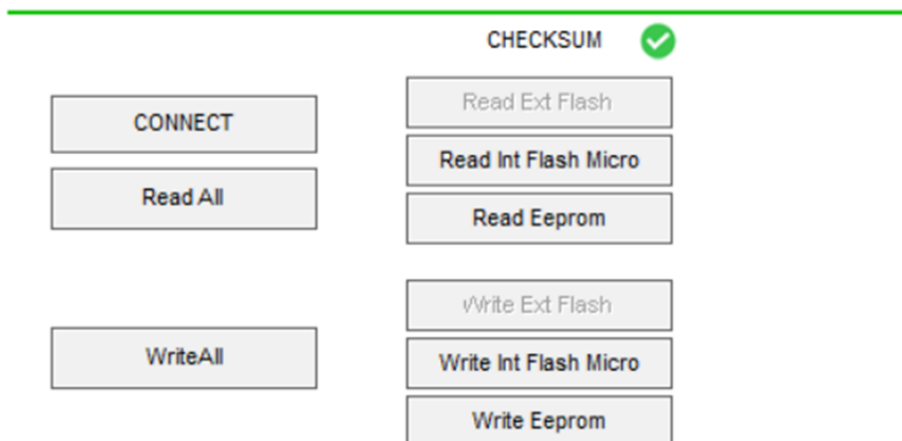 CHECKSUM
CONNECT
Read All
Read Ext Flash
Read Int Flash Micro
Read Eeprom
WriteAll
Write Ext Flash
Write Int Flash Micro
Write Eeprom